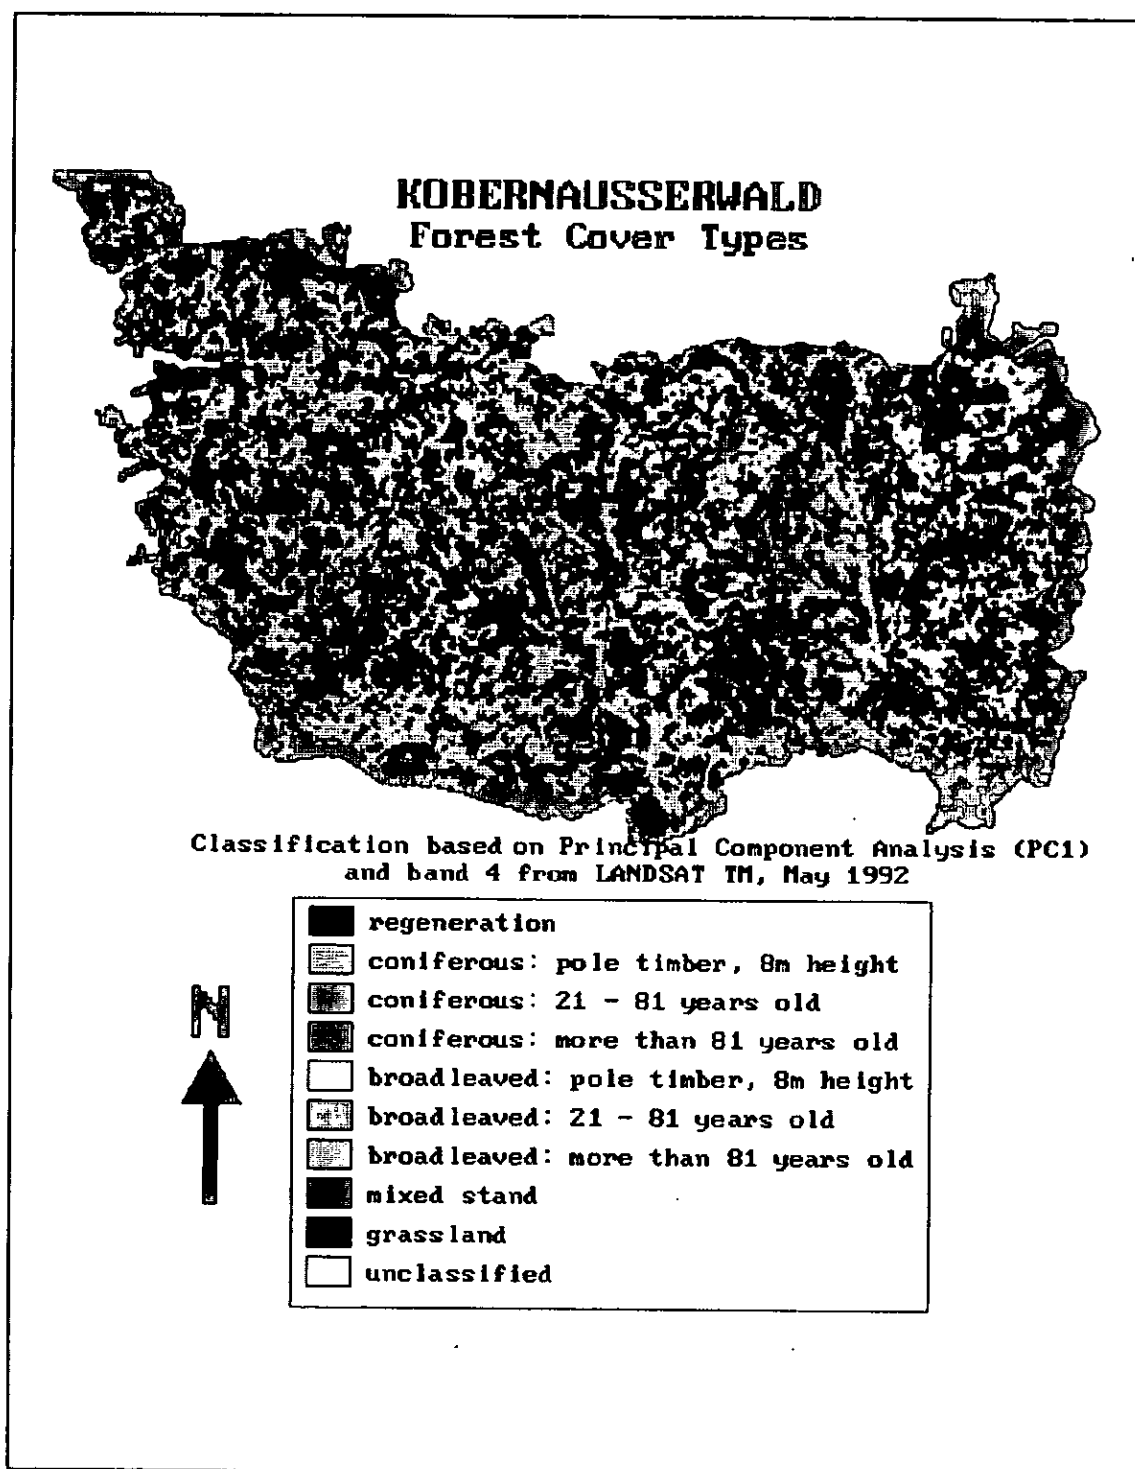 KOBERNAUSSERWALD
Forest Cover Types
Classification based on Principal Component Analysis (PC1)
and band 4 from LANDSAT TM, May 1992
regeneration
coniferous: pole timber, 8m height
coniferous: 21 - 81 years old
coniferous: more than 81 years old
broadleaved: pole timber, 8m height
broadleaved: 21 - 81 years old
broadleaved: more than 81 years old
mixed stand
grassland
unclassified
N